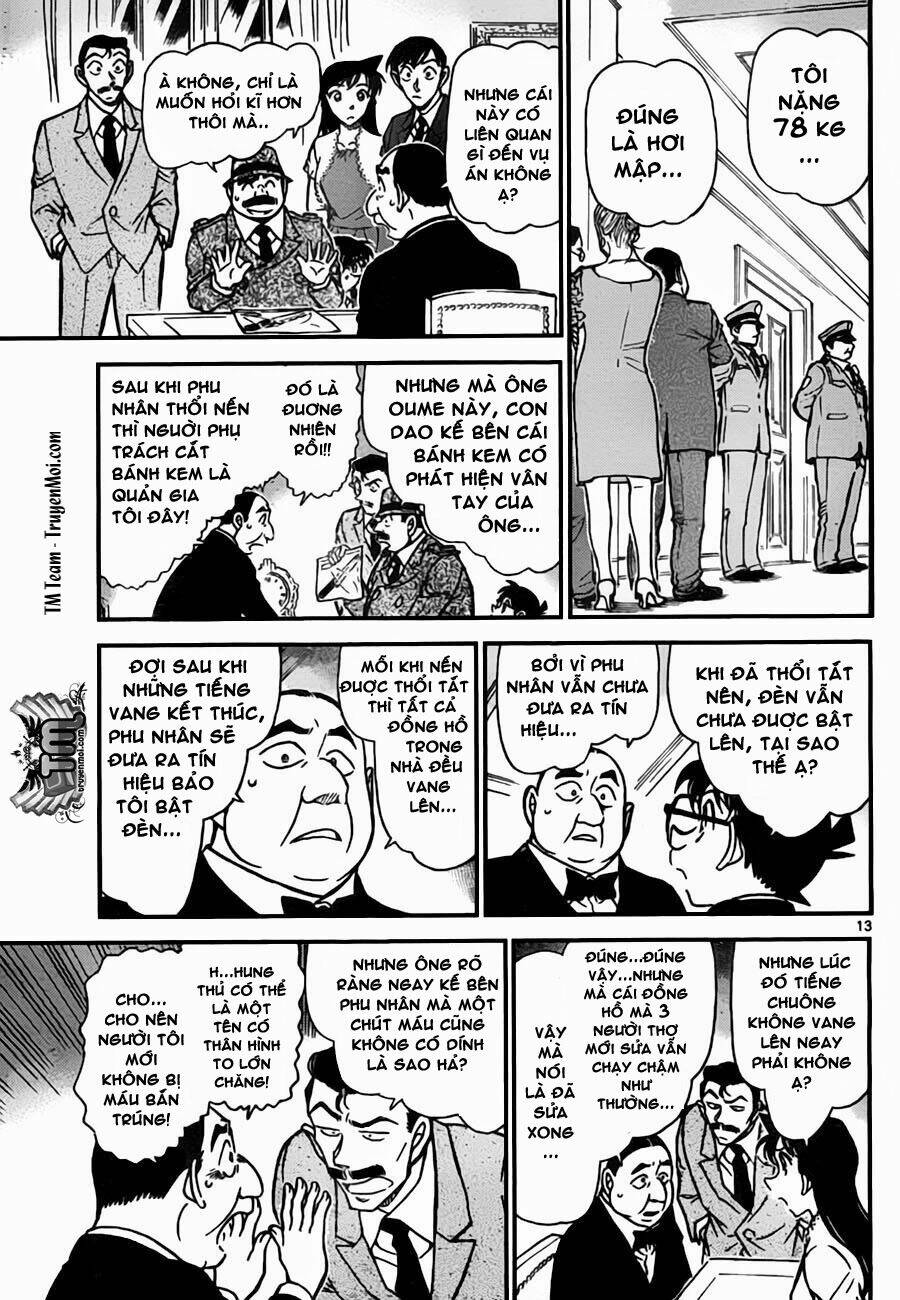 TÔI
NẶNG
78 KG
...
ĐÚNG
LÀ HƠI
MẬP...
NHƯNG CÁI
NÀY CÓ
LIÊN QUAN
GÌ ĐẾN VỤ
ÁN KHÔNG
Ạ?
À KHÔNG, CHỈ LÀ
MUỐN HỎI KĨ HƠN
THÔI MÀ..
NHƯNG MÀ ÔNG
OUME NÀY, CON
DAO KẾ BÊN CÁI
BÁNH KEM CÓ
PHÁT HIỆN VÂN
TAY CỦA
ÔNG...
ĐÓ LÀ
ĐƯƠNG
NHIÊN
RỒI!!
SAU KHI PHU
NHÂN THỔI NẾN
THÌ NGƯỜI PHỤ
TRÁCH CẮT
BÁNH KEM LÀ
QUẢN GIA
TÔI ĐÂY!
TM Team - TruyenMoi.com
KHI ĐÃ THỔI TẮT
NÊN, ĐÈN VẪN
CHƯA ĐƯỢC BẬT
LÊN, TẠI SAO
THẾ Ạ?
BỞI VÌ PHU
NHÂN VẪN CHƯA
ĐƯA RA TÍN
HIỆU...
MỖI KHI NẾN
ĐƯỢC THỔI TẮT
THÌ TẤT CẢ
ĐỒNG HỒ
TRONG
NHÀ ĐỀU
VANG
LÊN...
ĐỢI SAU KHI
NHỮNG TIẾNG
VANG KẾT THÚC,
PHU NHÂN SẼ
ĐƯA RA TÍN
HIỆU BẢO
TÔI BẬT
ĐÈN...
TM
truyenmoi.com
13
NHƯNG LÚC
ĐÓ TIẾNG
CHUÔNG
KHÔNG VANG
LÊN NGAY
PHẢI KHÔNG
Ạ?
ĐÚNG...ĐÚNG
VẬY...NHƯNG
MÀ CÁI ĐỒNG
HỒ MÀ 3
NGƯỜI THỢ
MỚI SỬA VẪN
CHẠY CHẬM
NHƯ
THƯỜNG...
VẬY
MÀ
NÓI
LÀ ĐÃ
SỬA
XONG
...
NHƯNG ÔNG RÕ
RÀNG NGAY KẾ BÊN
PHU NHÂN MÀ MỘT
CHÚT MÁU CŨNG
KHÔNG CÓ DÍNH
LÀ SAO HẢ?
H...HUNG
THỦ CÓ THỂ
LÀ MỘT
TÊN CÓ
THÂN HÌNH
TO LỚN
CHĂNG!
CHO...
CHO NÊN
NGƯỜI TÔI
MỚI
KHÔNG BỊ
MÁU BẮN
TRÚNG!